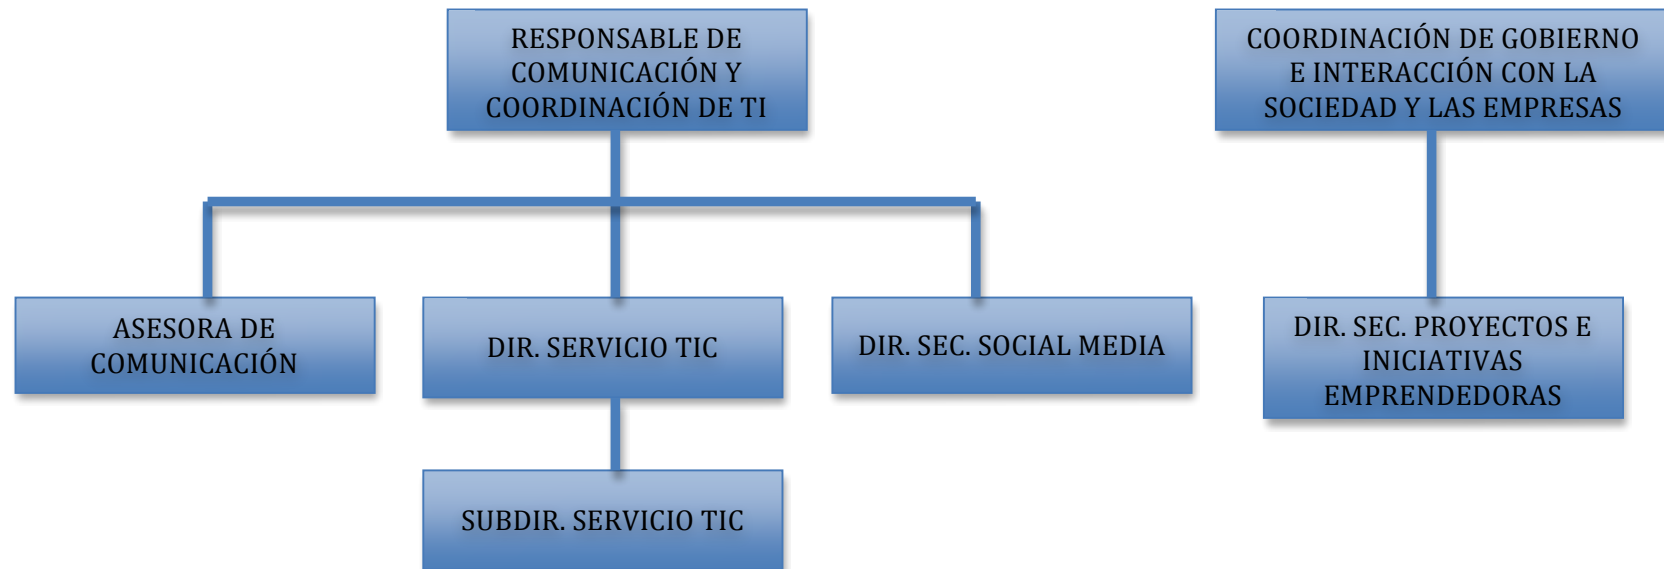 RESPONSABLE DE
COMUNICACIÓN Y
COORDINACIÓN DE TI
COORDINACIÓN DE GOBIERNO
E INTERACCIÓN CON LA
SOCIEDAD Y LAS EMPRESAS
ASESORA DE
COMUNICACIÓN
DIR. SERVICIO TIC
DIR. SEC. SOCIAL MEDIA
DIR. SEC. PROYECTOS E
INICIATIVAS
EMPRENDEDORAS
SUBDIR. SERVICIO TIC